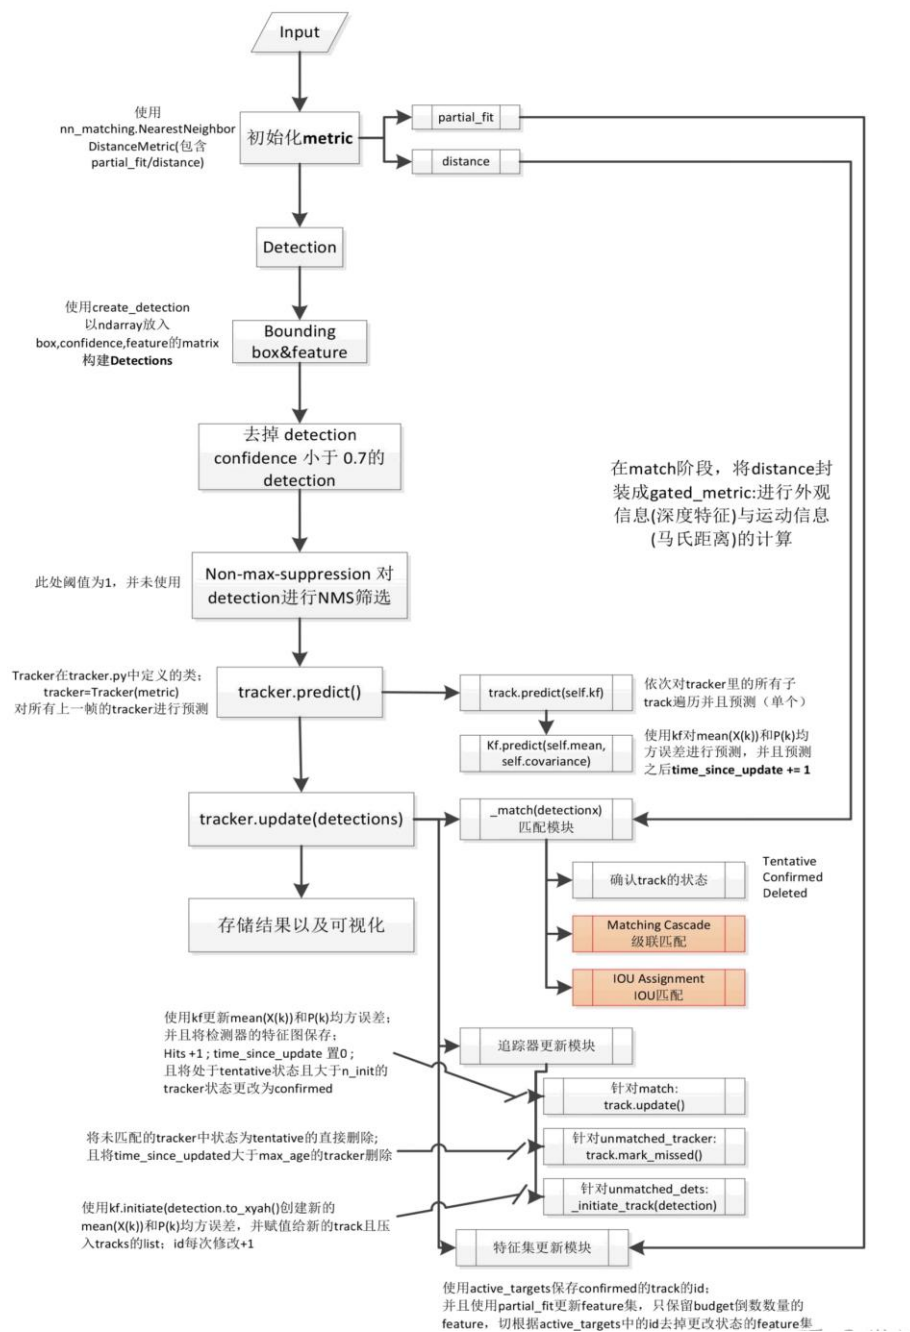 Input
使用
nn_matching.NearestNeighbor
DistanceMetric(包含
partial_fit/distance)
初始化metric
partial_fit
distance
Detection
使用create_detection
以ndarray放入
box,confidence,feature的matrix
构建Detections
Bounding
box&feature
去掉 detection
confidence 小于 0.7的
detection
在match阶段，将distance封
装成gated_metric:进行外观
信息(深度特征)与运动信息
(马氏距离)的计算
此处阈值为1，并未使用
Non-max-suppression 对
detection进行NMS筛选
Tracker在tracker.py中定义的类；
tracker=Tracker(metric)
对所有上一帧的tracker进行预测
tracker.predict()
track.predict(self.kf)
依次对tracker里的所有子
track遍历并且预测（单个）
Kf.predict(self.mean,
self.covariance)
使用kf对mean(X(k))和P(k)均
方误差进行预测，并且预测
之后time_since_update += 1
tracker.update(detections)
_match(detectionx)
匹配模块
确认track的状态
Tentative
Confirmed
Deleted
存储结果以及可视化
Matching Cascade
级联匹配
IOU Assignment
IOU匹配
使用kf更新mean(X(k))和P(k)均方误差；
并且将检测器的特征图保存；
Hits +1 ; time_since_update 置0 ;
且将处于tentative状态且大于n_init的
tracker状态更改为confirmed
追踪器更新模块
针对match:
track.update()
将未匹配的tracker中状态为tentative的直接删除;
且将time_since_updated大于max_age的tracker删除
针对unmatched_tracker:
track.mark_missed()
使用kf.initiate(detection.to_xyah()创建新的
mean(X(k))和P(k)均方误差，并赋值给新的track且压
入tracks的list；id每次修改+1
针对unmatched_dets:
_initiate_track(detection)
特征集更新模块
使用active_targets保存confirmed的track的id;
并且使用partial_fit更新feature集，只保留budget倒数数量的
feature，切根据active_targets中的id去掉更改状态的feature集